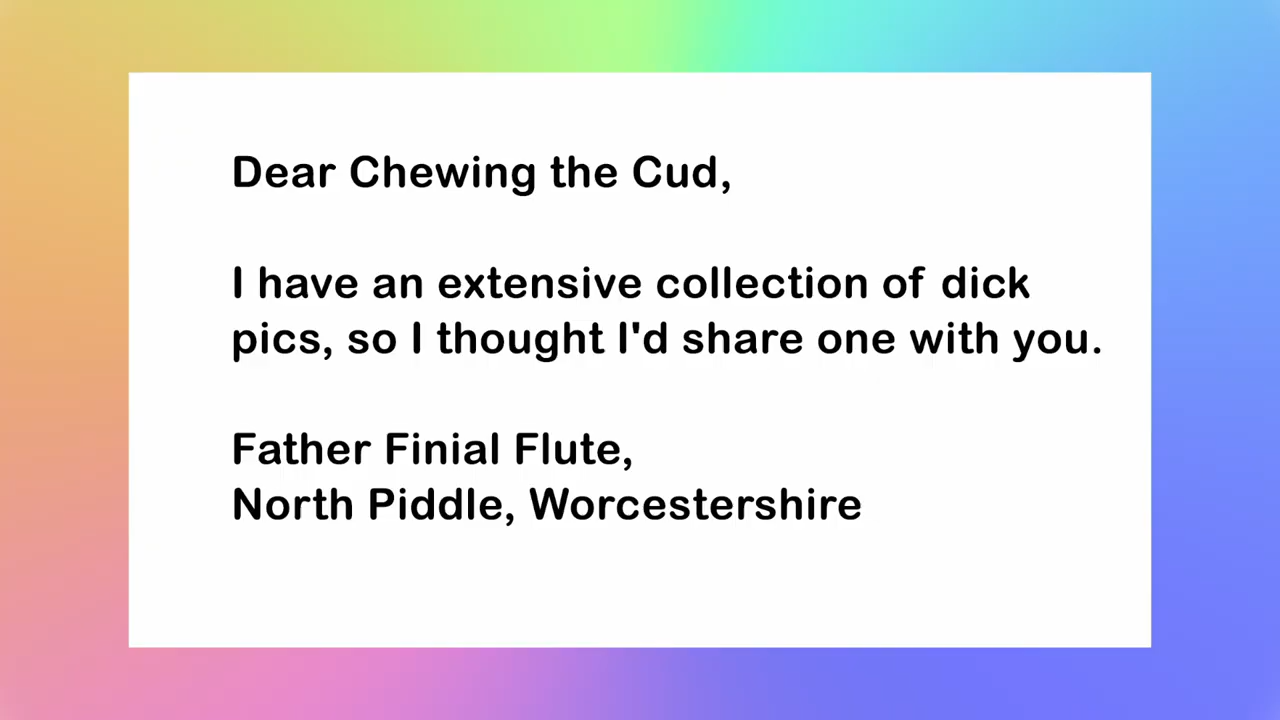 Dear Chewing the Cud,
I have an extensive collection of dick
pics, so I thought I'd share one with you.
Father Finial Flute,
North Piddle, Worcestershire